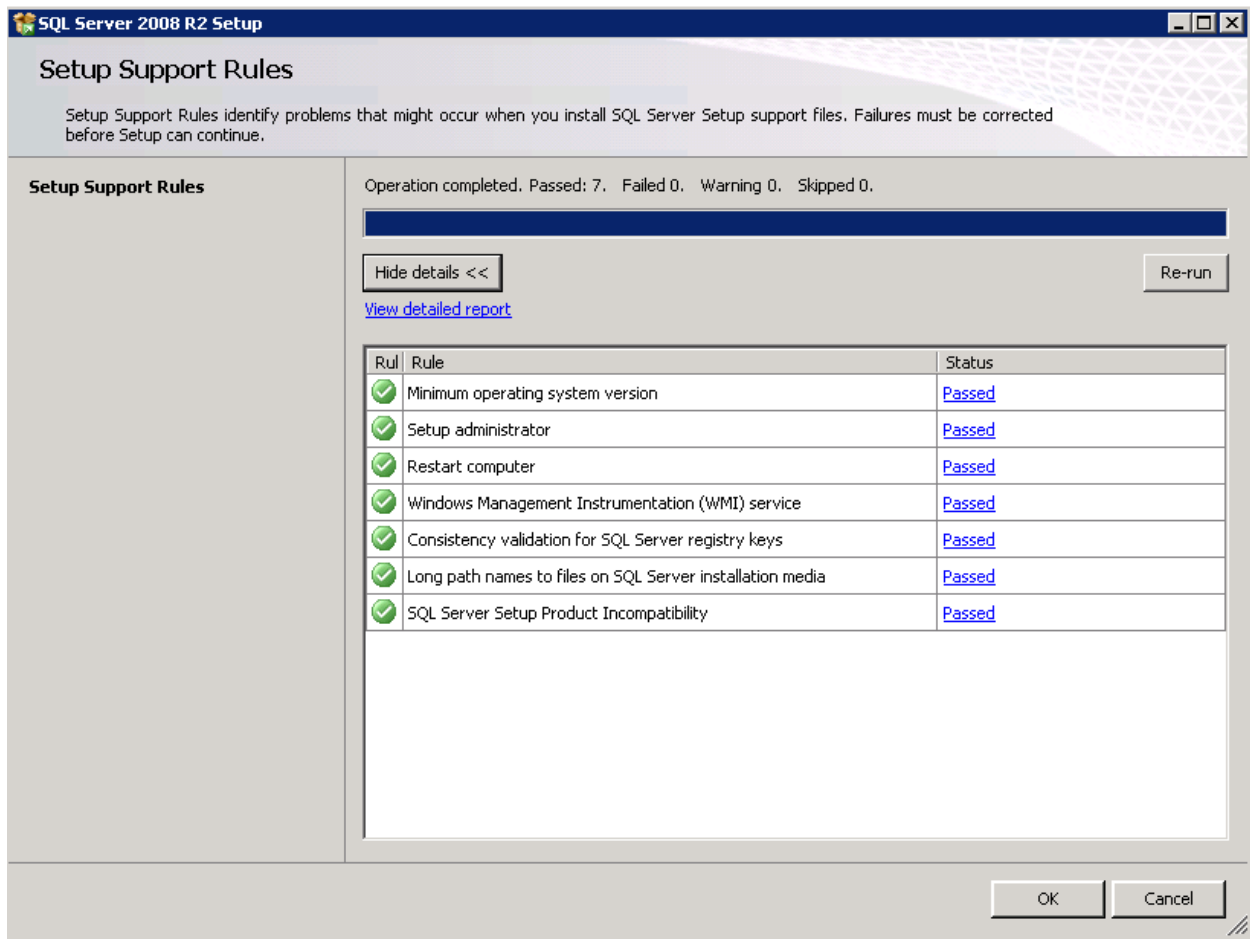 SQL Server 2008 R2 Setup
Setup Support Rules
Setup Support Rules identify problems that might occur when you install SQL Server Setup support files. Failures must be corrected
before Setup can continue.
Setup Support Rules
Operation completed. Passed: 7.   Failed 0.   Warning 0.   Skipped 0.
Hide details <<
Re-run
View detailed report
Rul Rule Status
Minimum operating system version Passed
Setup administrator Passed
Restart computer Passed
Windows Management Instrumentation (WMI) service Passed
Consistency validation for SQL Server registry keys Passed
Long path names to files on SQL Server installation media Passed
SQL Server Setup Product Incompatibility Passed
OK Cancel